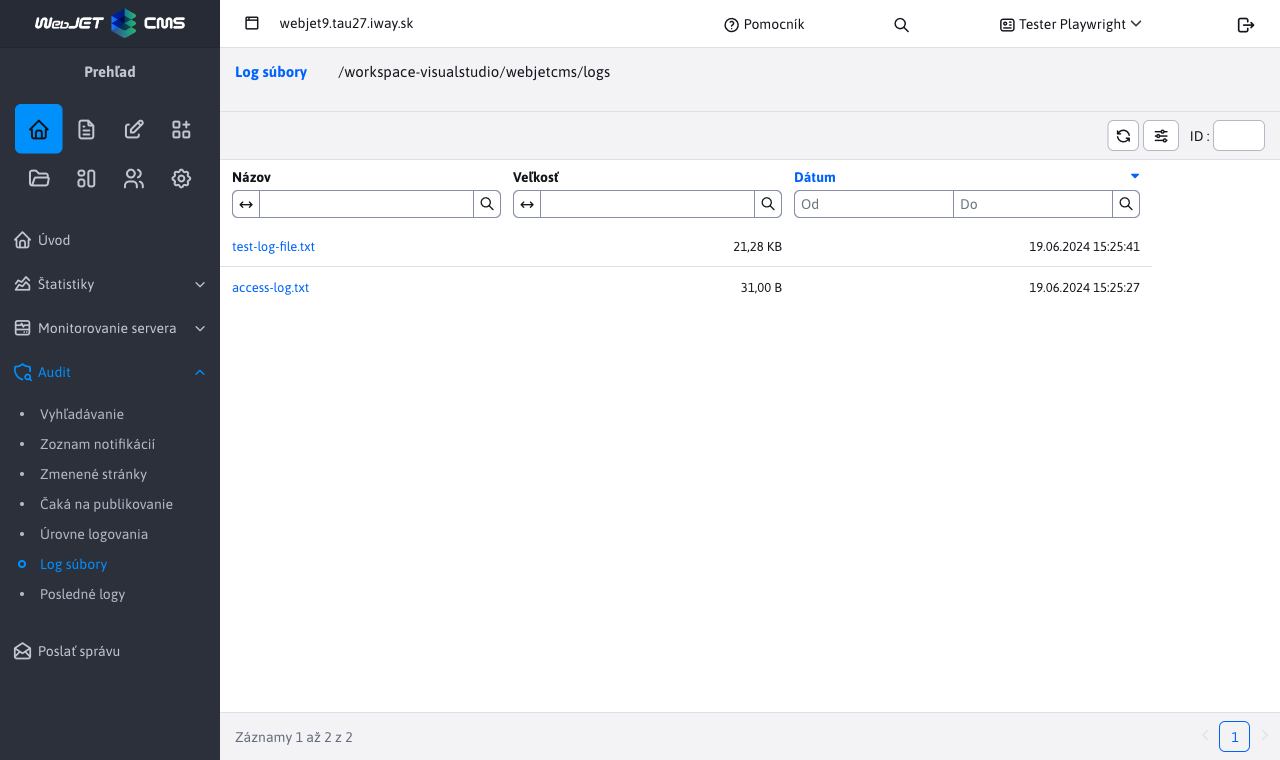 WebJET CMS
webjet9.tau27.iway.sk
Pomocník
Tester Playwright
Prehľad
Log súbory
/workspace-visualstudio/webjetcms/logs
ID :
Názov
Veľkosť
Dátum
Od
Do
test-log-file.txt
21,28 KB
19.06.2024 15:25:41
access-log.txt
31,00 B
19.06.2024 15:25:27
Úvod
Štatistiky
Monitorovanie servera
Audit
Vyhľadávanie
Zoznam notifikácií
Zmenené stránky
Čaká na publikovanie
Úrovne logovania
Log súbory
Posledné logy
Poslať správu
Záznamy 1 až 2 z 2
1